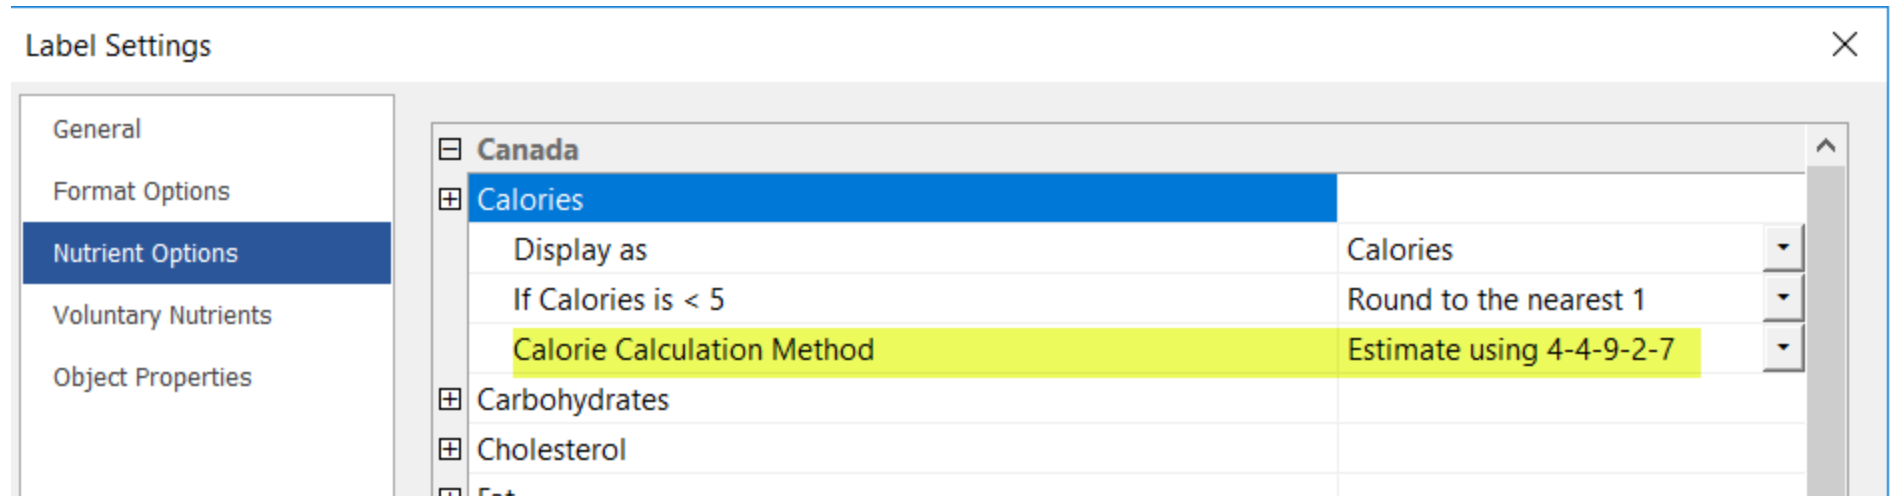 Label Settings
General
Format Options
Nutrient Options
Voluntary Nutrients
Object Properties
Canada
Calories
Display as Calories
If Calories is < 5 Round to the nearest 1
Calorie Calculation Method Estimate using 4-4-9-2-7
Carbohydrates
Cholesterol
Fat